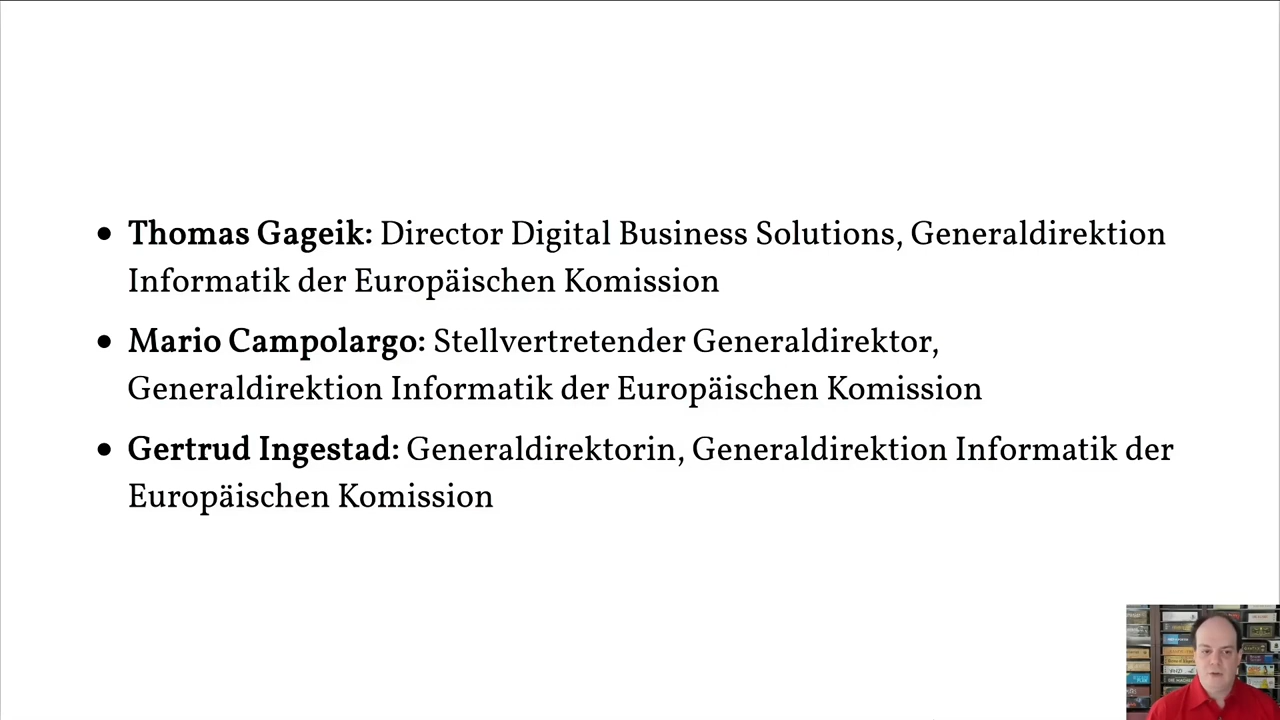 Thomas Gageik: Director Digital Business Solutions, Generaldirektion
Informatik der Europäischen Komission
Mario Campolargo: Stellvertretender Generaldirektor,
Generaldirektion Informatik der Europäischen Komission
Gertrud Ingestad: Generaldirektorin, Generaldirektion Informatik der
Europäischen Komission